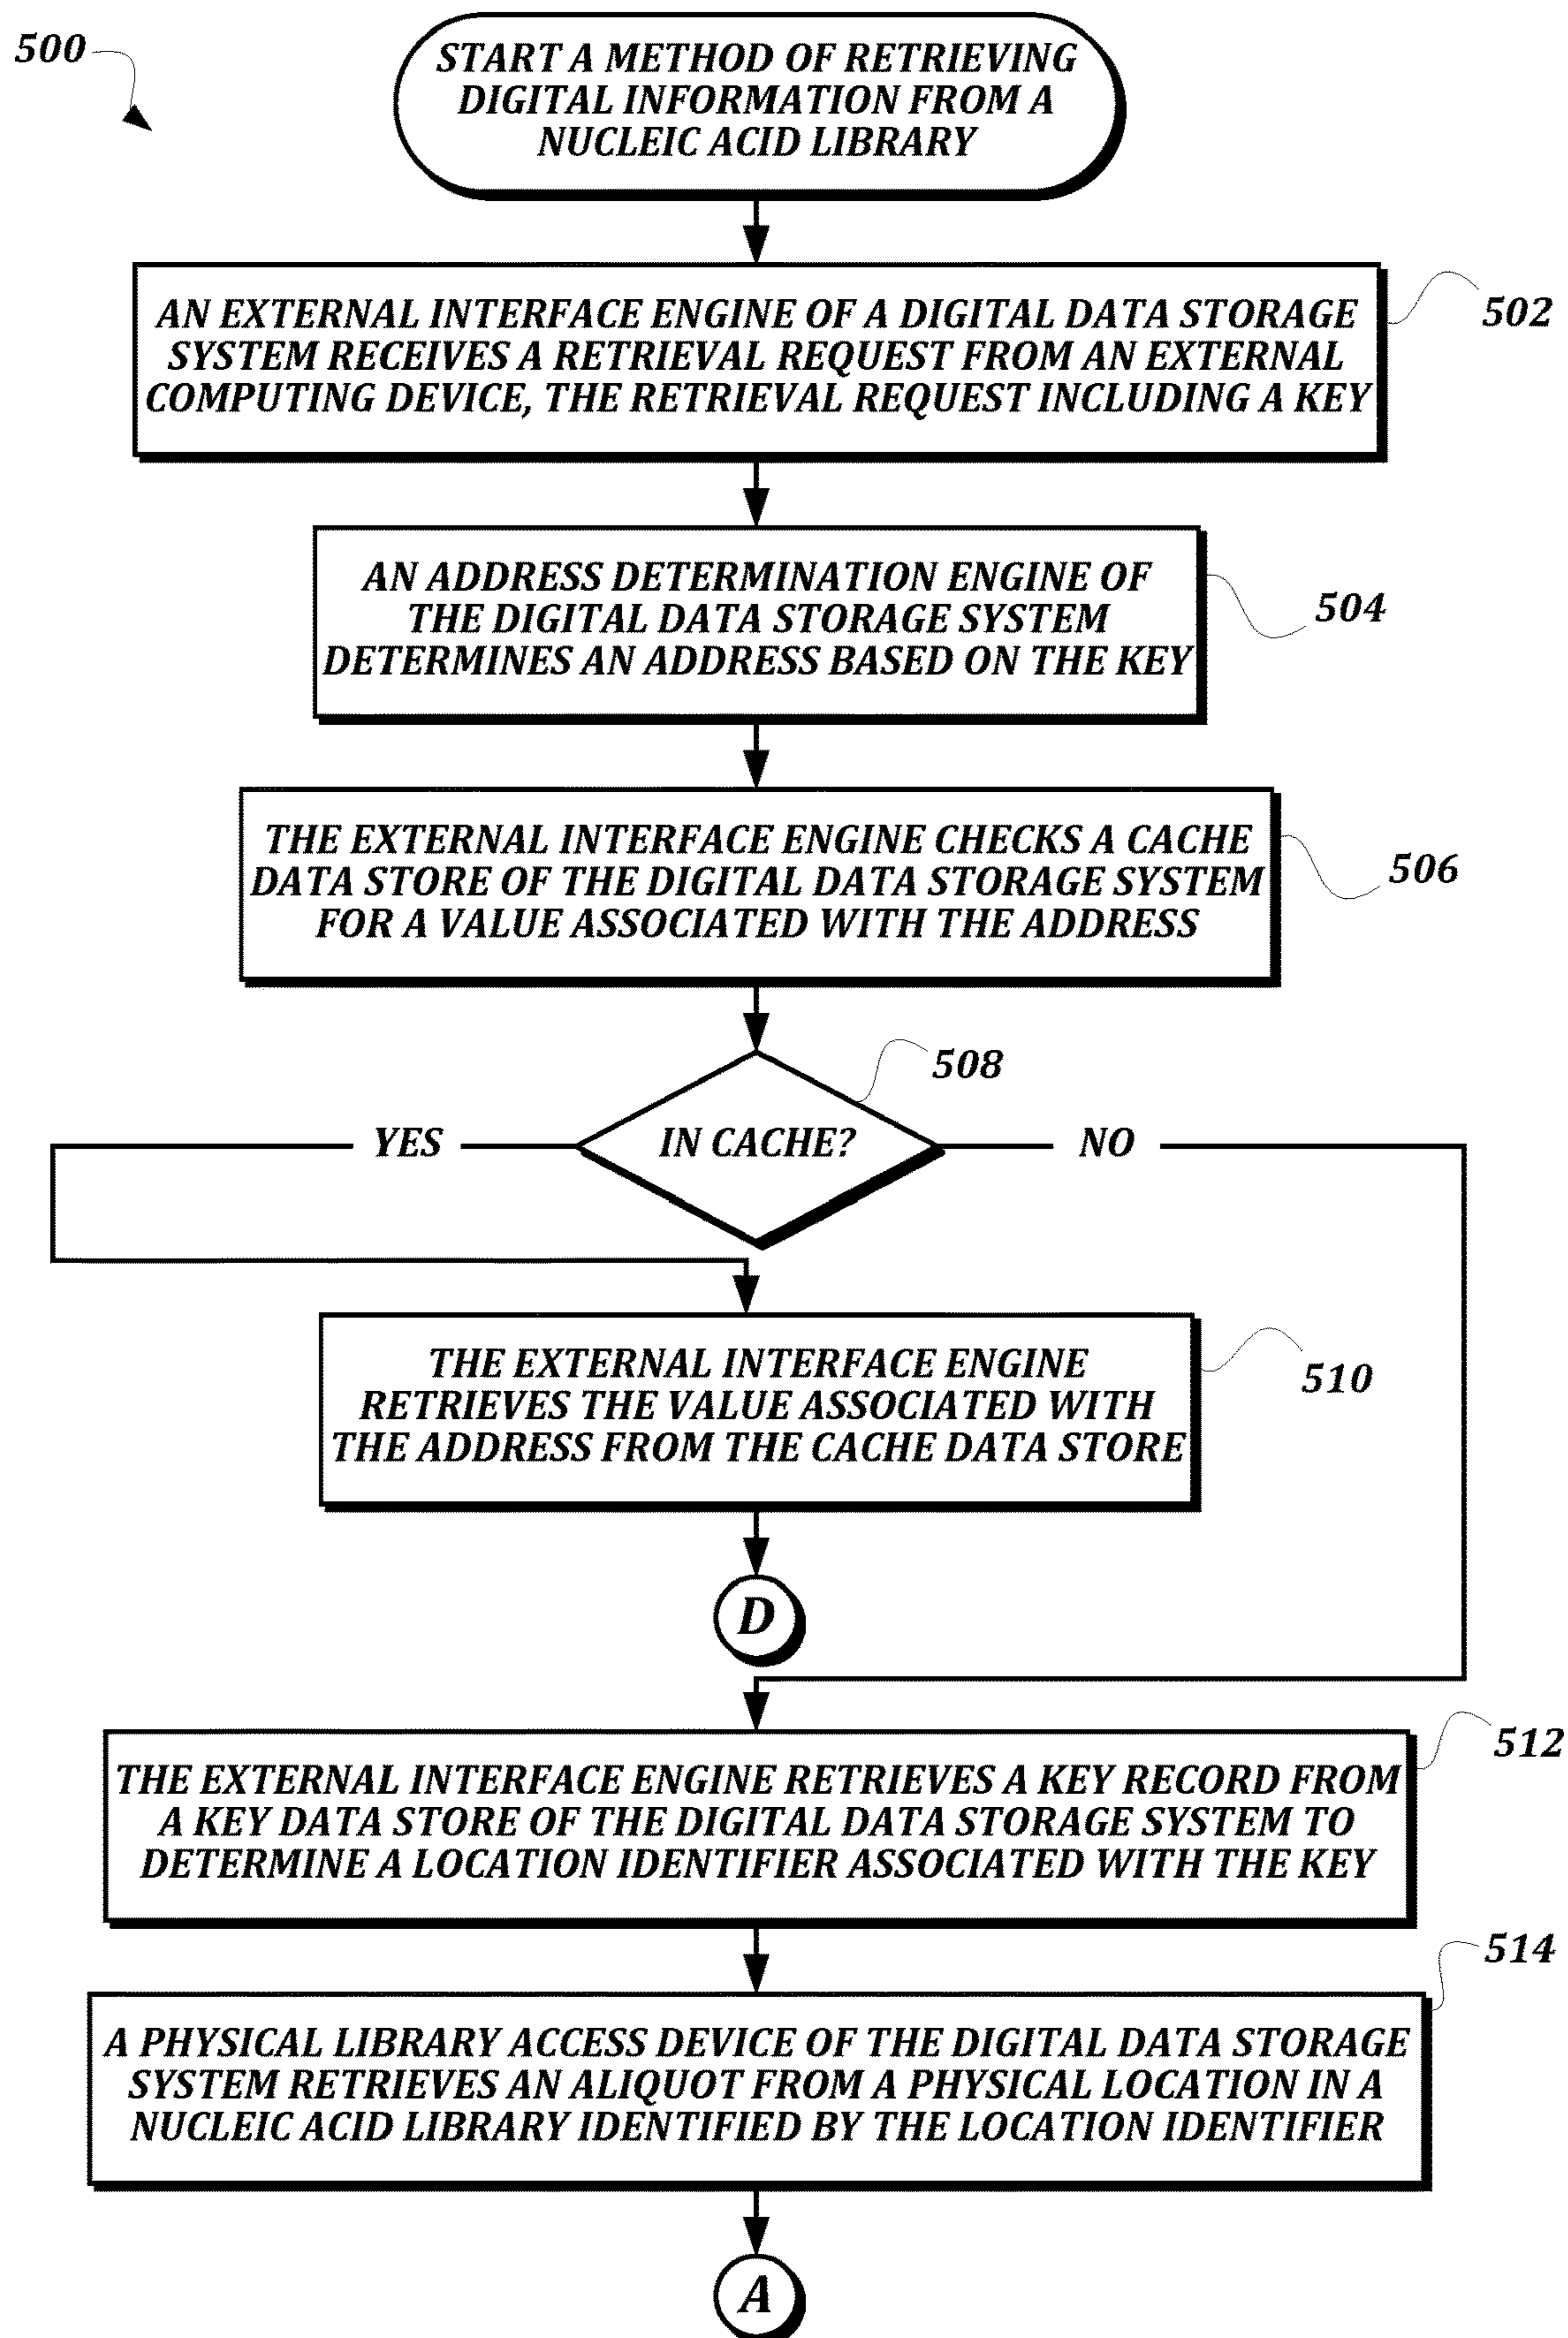 500
START A METHOD OF RETRIEVING
DIGITAL INFORMATION FROM A
NUCLEIC ACID LIBRARY
AN EXTERNAL INTERFACE ENGINE OF A DIGITAL DATA STORAGE
SYSTEM RECEIVES A RETRIEVAL REQUEST FROM AN EXTERNAL
COMPUTING DEVICE, THE RETRIEVAL REQUEST INCLUDING A KEY
502
AN ADDRESS DETERMINATION ENGINE OF
THE DIGITAL DATA STORAGE SYSTEM
DETERMINES AN ADDRESS BASED ON THE KEY
504
THE EXTERNAL INTERFACE ENGINE CHECKS A CACHE
DATA STORE OF THE DIGITAL DATA STORAGE SYSTEM
FOR A VALUE ASSOCIATED WITH THE ADDRESS
506
508
YES
IN CACHE?
NO
THE EXTERNAL INTERFACE ENGINE
RETRIEVES THE VALUE ASSOCIATED WITH
THE ADDRESS FROM THE CACHE DATA STORE
510
D
THE EXTERNAL INTERFACE ENGINE RETRIEVES A KEY RECORD FROM
A KEY DATA STORE OF THE DIGITAL DATA STORAGE SYSTEM TO
DETERMINE A LOCATION IDENTIFIER ASSOCIATED WITH THE KEY
512
A PHYSICAL LIBRARY ACCESS DEVICE OF THE DIGITAL DATA STORAGE
SYSTEM RETRIEVES AN ALIQUOT FROM A PHYSICAL LOCATION IN A
NUCLEIC ACID LIBRARY IDENTIFIED BY THE LOCATION IDENTIFIER
514
A